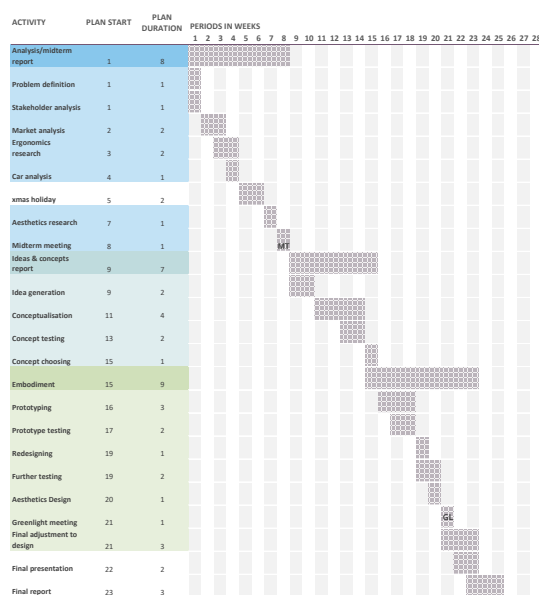 ACTIVITY PLAN START PLAN DURATION PERIODS IN WEEKS
1 2 3 4 5 6 7 8 9 10 11 12 13 14 15 16 17 18 19 20 21 22 23 24 25 26 27 28
Analysis/midterm
report 1 8
Problem definition 1 1
Stakeholder analysis 1 1
Market analysis 2 2
Ergonomics
research 3 2
Car analysis 4 1
xmas holiday 5 2
Aesthetics research 7 1
Midterm meeting 8 1 MT
Ideas & concepts
report 9 7
Idea generation 9 2
Conceptualisation 11 4
Concept testing 13 2
Concept choosing 15 1
Embodiment 15 9
Prototyping 16 3
Prototype testing 17 2
Redesigning 19 1
Further testing 19 2
Aesthetics Design 20 1
Greenlight meeting 21 1 GL
Final adjustment to
design 21 3
Final presentation 22 2
Final report 23 3